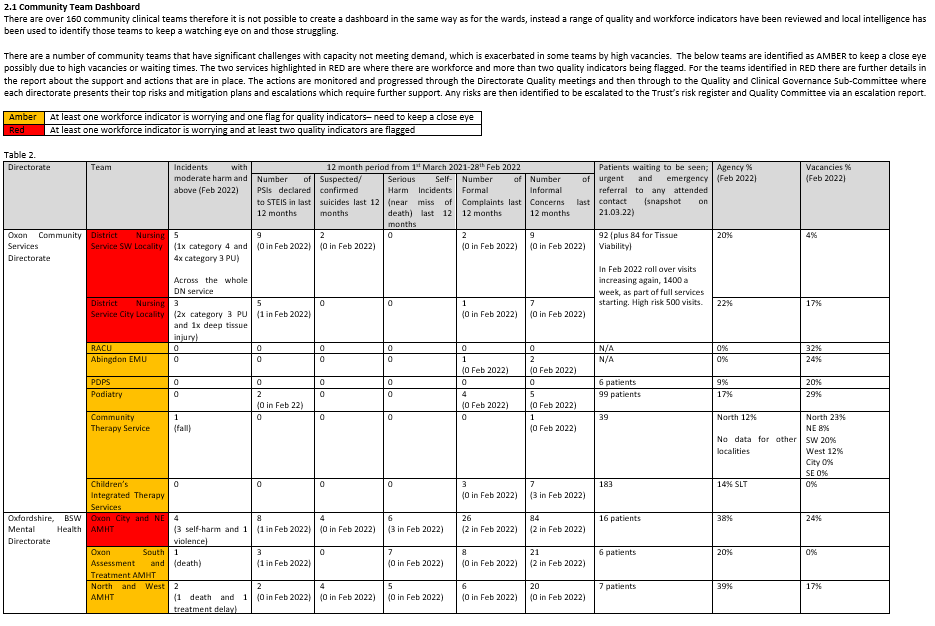 2.1 Community Team Dashboard
There are over 160 community clinical teams therefore it is not possible to create a dashboard in the same way as for the wards, instead a range of quality and workforce indicators have been reviewed and local intelligence has
been used to identify those teams to keep a watching eye on and those struggling.
There are a number of community teams that have significant challenges with capacity not meeting demand, which is exacerbated in some teams by high vacancies. The below teams are identified as AMBER to keep a close eye
possibly due to high vacancies or waiting times. The two services highlighted in RED are where there are workforce and more than two quality indicators being flagged. For the teams identified in RED there are further details in
the report about the support and actions that are in place. The actions are monitored and progressed through the Directorate Quality meetings and then through to the Quality and Clinical Governance Sub-Committee where
each directorate presents their top risks and mitigation plans and escalations which require further support. Any risks are then identified to be escalated to the Trust's risk register and Quality Committee via an escalation report.
Amber At least one workforce indicator is worrying and one flag for quality indicators– need to keep a close eye
Red At least one workforce indicator is worrying and at least two quality indicators are flagged
Table 2.
Directorate
Team
Incidents with
moderate harm and
above (Feb 2022)
12 month period from 1st March 2021-28th Feb 2022
Number of
PSIs declared
to STEIS in last
12 months
Suspected/
confirmed
suicides last 12
months
Serious Self-
Harm Incidents
(near miss of
death) last 12
months
Number of
Formal
Complaints last
12 months
Number of
Informal
Concerns last
12 months
Patients waiting to be seen;
urgent and emergency
referral to any attended
contact (snapshot on
21.03.22)
Agency %
(Feb 2022)
Vacancies %
(Feb 2022)
Oxon Community
Services
Directorate
District Nursing
Service SW Locality
5
(1x category 4 and
4x category 3 PU)
Across the whole
DN service
9
(0 in Feb 2022)
2
(0 in Feb 2022)
0
2
(0 in Feb 2022)
9
(0 in Feb 2022)
92 (plus 84 for Tissue
Viability)
In Feb 2022 roll over visits
increasing again, 1400 a
week, as part of full services
starting. High risk 500 visits.
20%
4%
District Nursing
Service City Locality
3
(2x category 3 PU
and 1x deep tissue
injury)
5
(1 in Feb 2022)
0
0
1
(0 in Feb 2022)
7
(0 in Feb 2022)
22%
17%
RACU
0
0
0
0
0
0
N/A
0%
32%
Abingdon EMU
0
0
0
0
1
(0 Feb 2022)
2
(0 Feb 2022)
N/A
0%
24%
PDPS
0
0
0
0
0
0
6 patients
9%
20%
Podiatry
0
2
(0 in Feb 22)
0
0
4
(0 Feb 2022)
5
(0 Feb 2022)
99 patients
17%
29%
Community
Therapy Service
1
(fall)
0
0
0
0
1
(0 Feb 2022)
39
North 12%
No data for other
localities
North 23%
NE 8%
SW 20%
West 12%
City 0%
SE 0%
Children's
Integrated Therapy
Services
0
0
0
0
3
(0 in Feb 2022)
7
(3 in Feb 2022)
183
14% SLT
0%
Oxfordshire, BSW
Mental Health
Directorate
Oxon City and NE
AMHT
4
(3 self-harm and 1
violence)
8
(1 in Feb 2022)
4
(0 in Feb 2022)
6
(3 in Feb 2022)
26
(2 in Feb 2022)
84
(2 in Feb 2022)
16 patients
38%
24%
Oxon South
Assessment and
Treatment AMHT
1
(death)
3
(1 in Feb 2022)
0
7
(0 in Feb 2022)
8
(0 in Feb 2022)
21
(2 in Feb 2022)
6 patients
20%
0%
North and West
AMHT
2
(1 death and 1
treatment delay)
2
(0 in Feb 2022)
4
(0 in Feb 2022)
5
(0 in Feb 2022)
6
(0 in Feb 2022)
20
(0 in Feb 2022)
7 patients
39%
17%